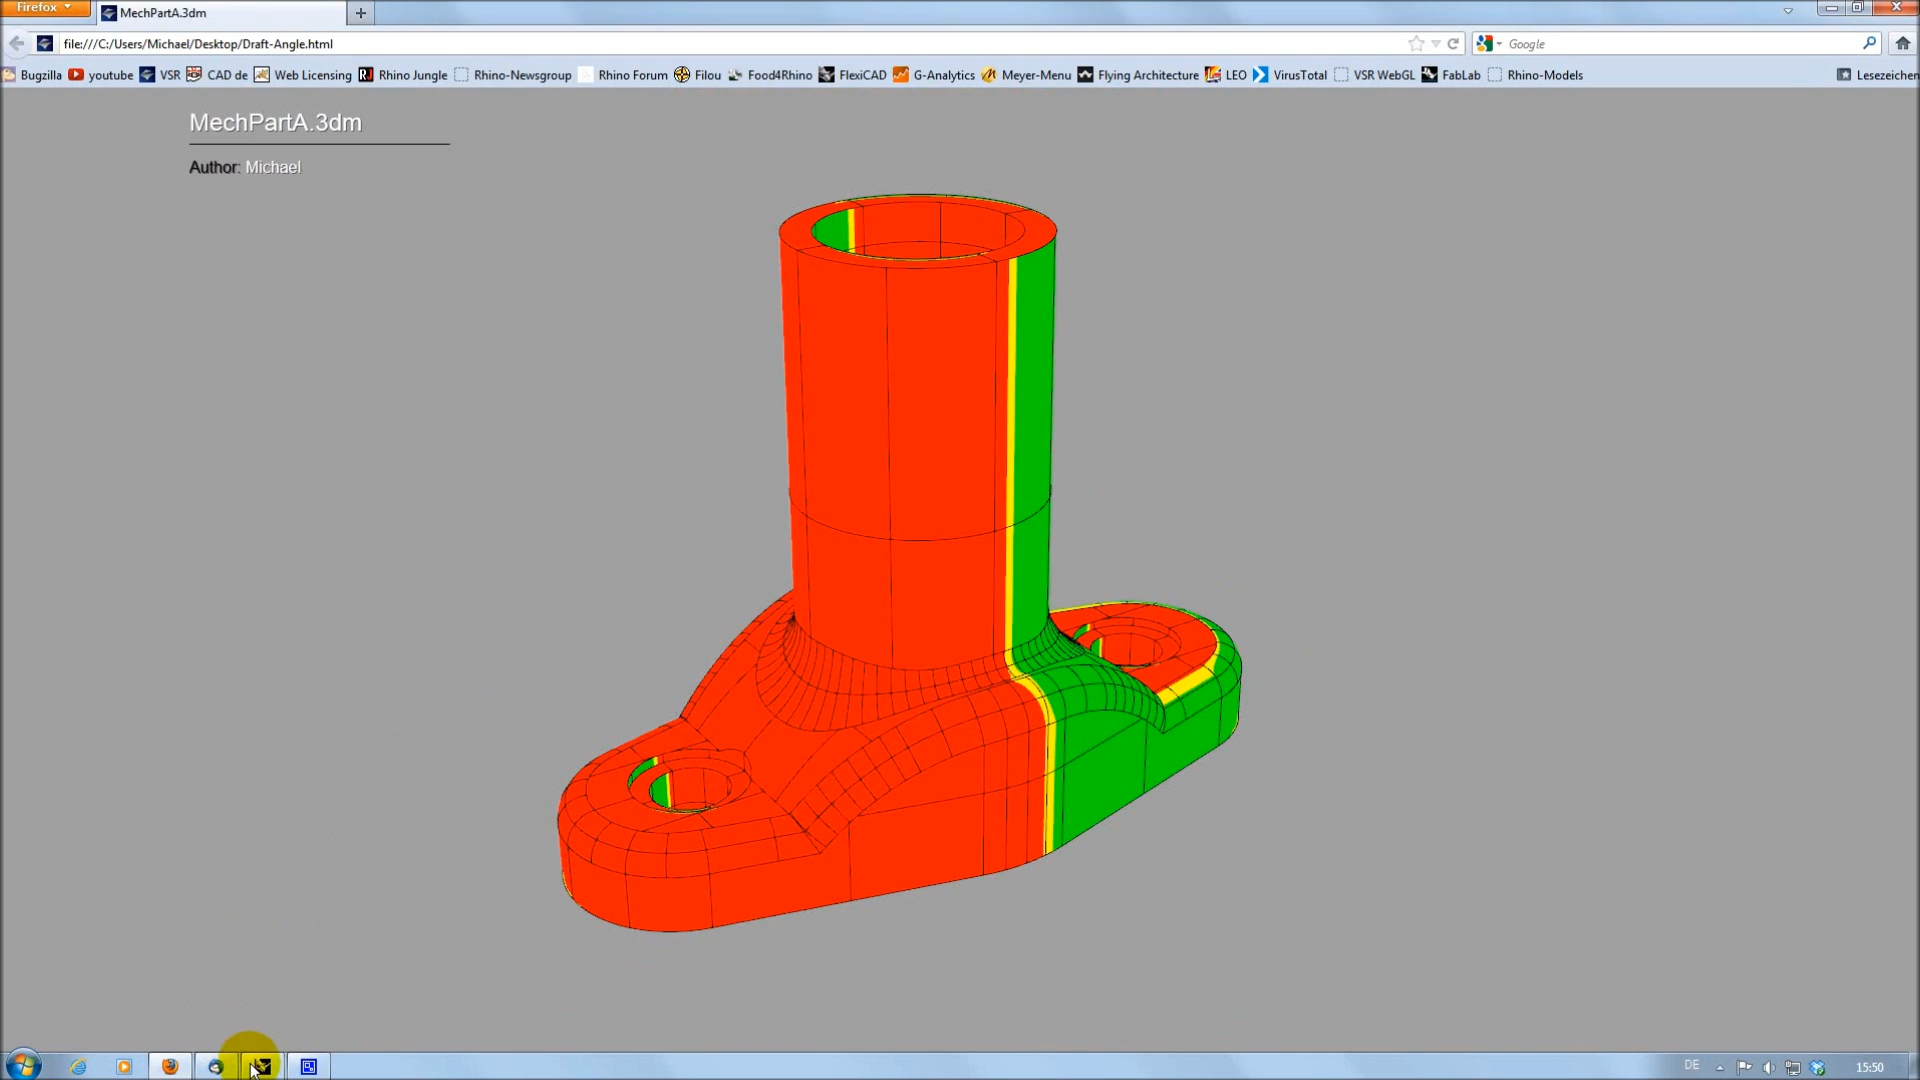 Firefox
MechPartA.3dm
file:///C:/Users/Michael/Desktop/Draft-Angle.html
Google
Bugzilla youtube VSR CAD de Web Licensing Rhino Jungle Rhino-Newsgroup Rhino Forum Filou Food4Rhino FlexiCAD G-Analytics Meyer-Menu Flying Architecture LEO VirusTotal VSR WebGL FabLab Rhino-Models Lesezeichen
MechPartA.3dm
Author: Michael
DE 15:50